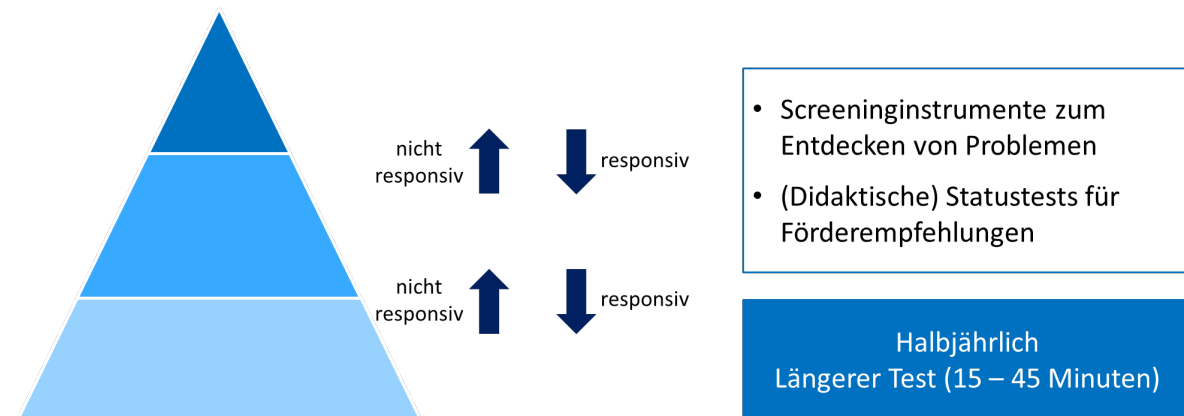 nicht
responsiv
responsiv
nicht
responsiv
responsiv
• Screeninginstrumente zum
Entdecken von Problemen
• (Didaktische) Statustests für
Förderempfehlungen
Halbjährlich
Längerer Test (15 – 45 Minuten)